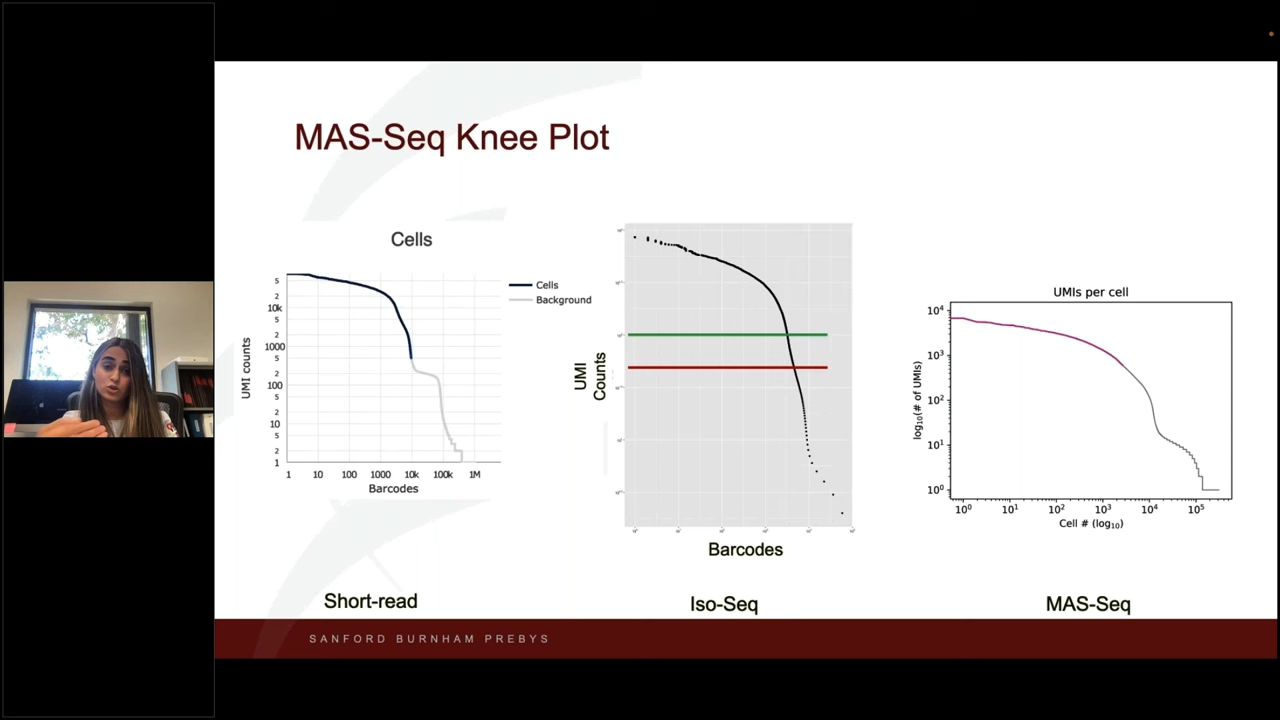 MAS-Seq Knee Plot
Cells
UMI counts
5
2
10k
5
2
1000
5
2
100
5
2
10
5
2
1
1
10
100
1000
10k
100k
1M
Barcodes
Cells
Background
Short-read
UMI
Counts
Barcodes
Iso-Seq
UMIs per cell
log10(# of UMIs)
10⁴
10³
10²
10¹
10⁰
10⁰
10¹
10²
10³
10⁴
10⁵
Cell # (log10)
MAS-Seq
SANFORD BURNHAM PREBYS